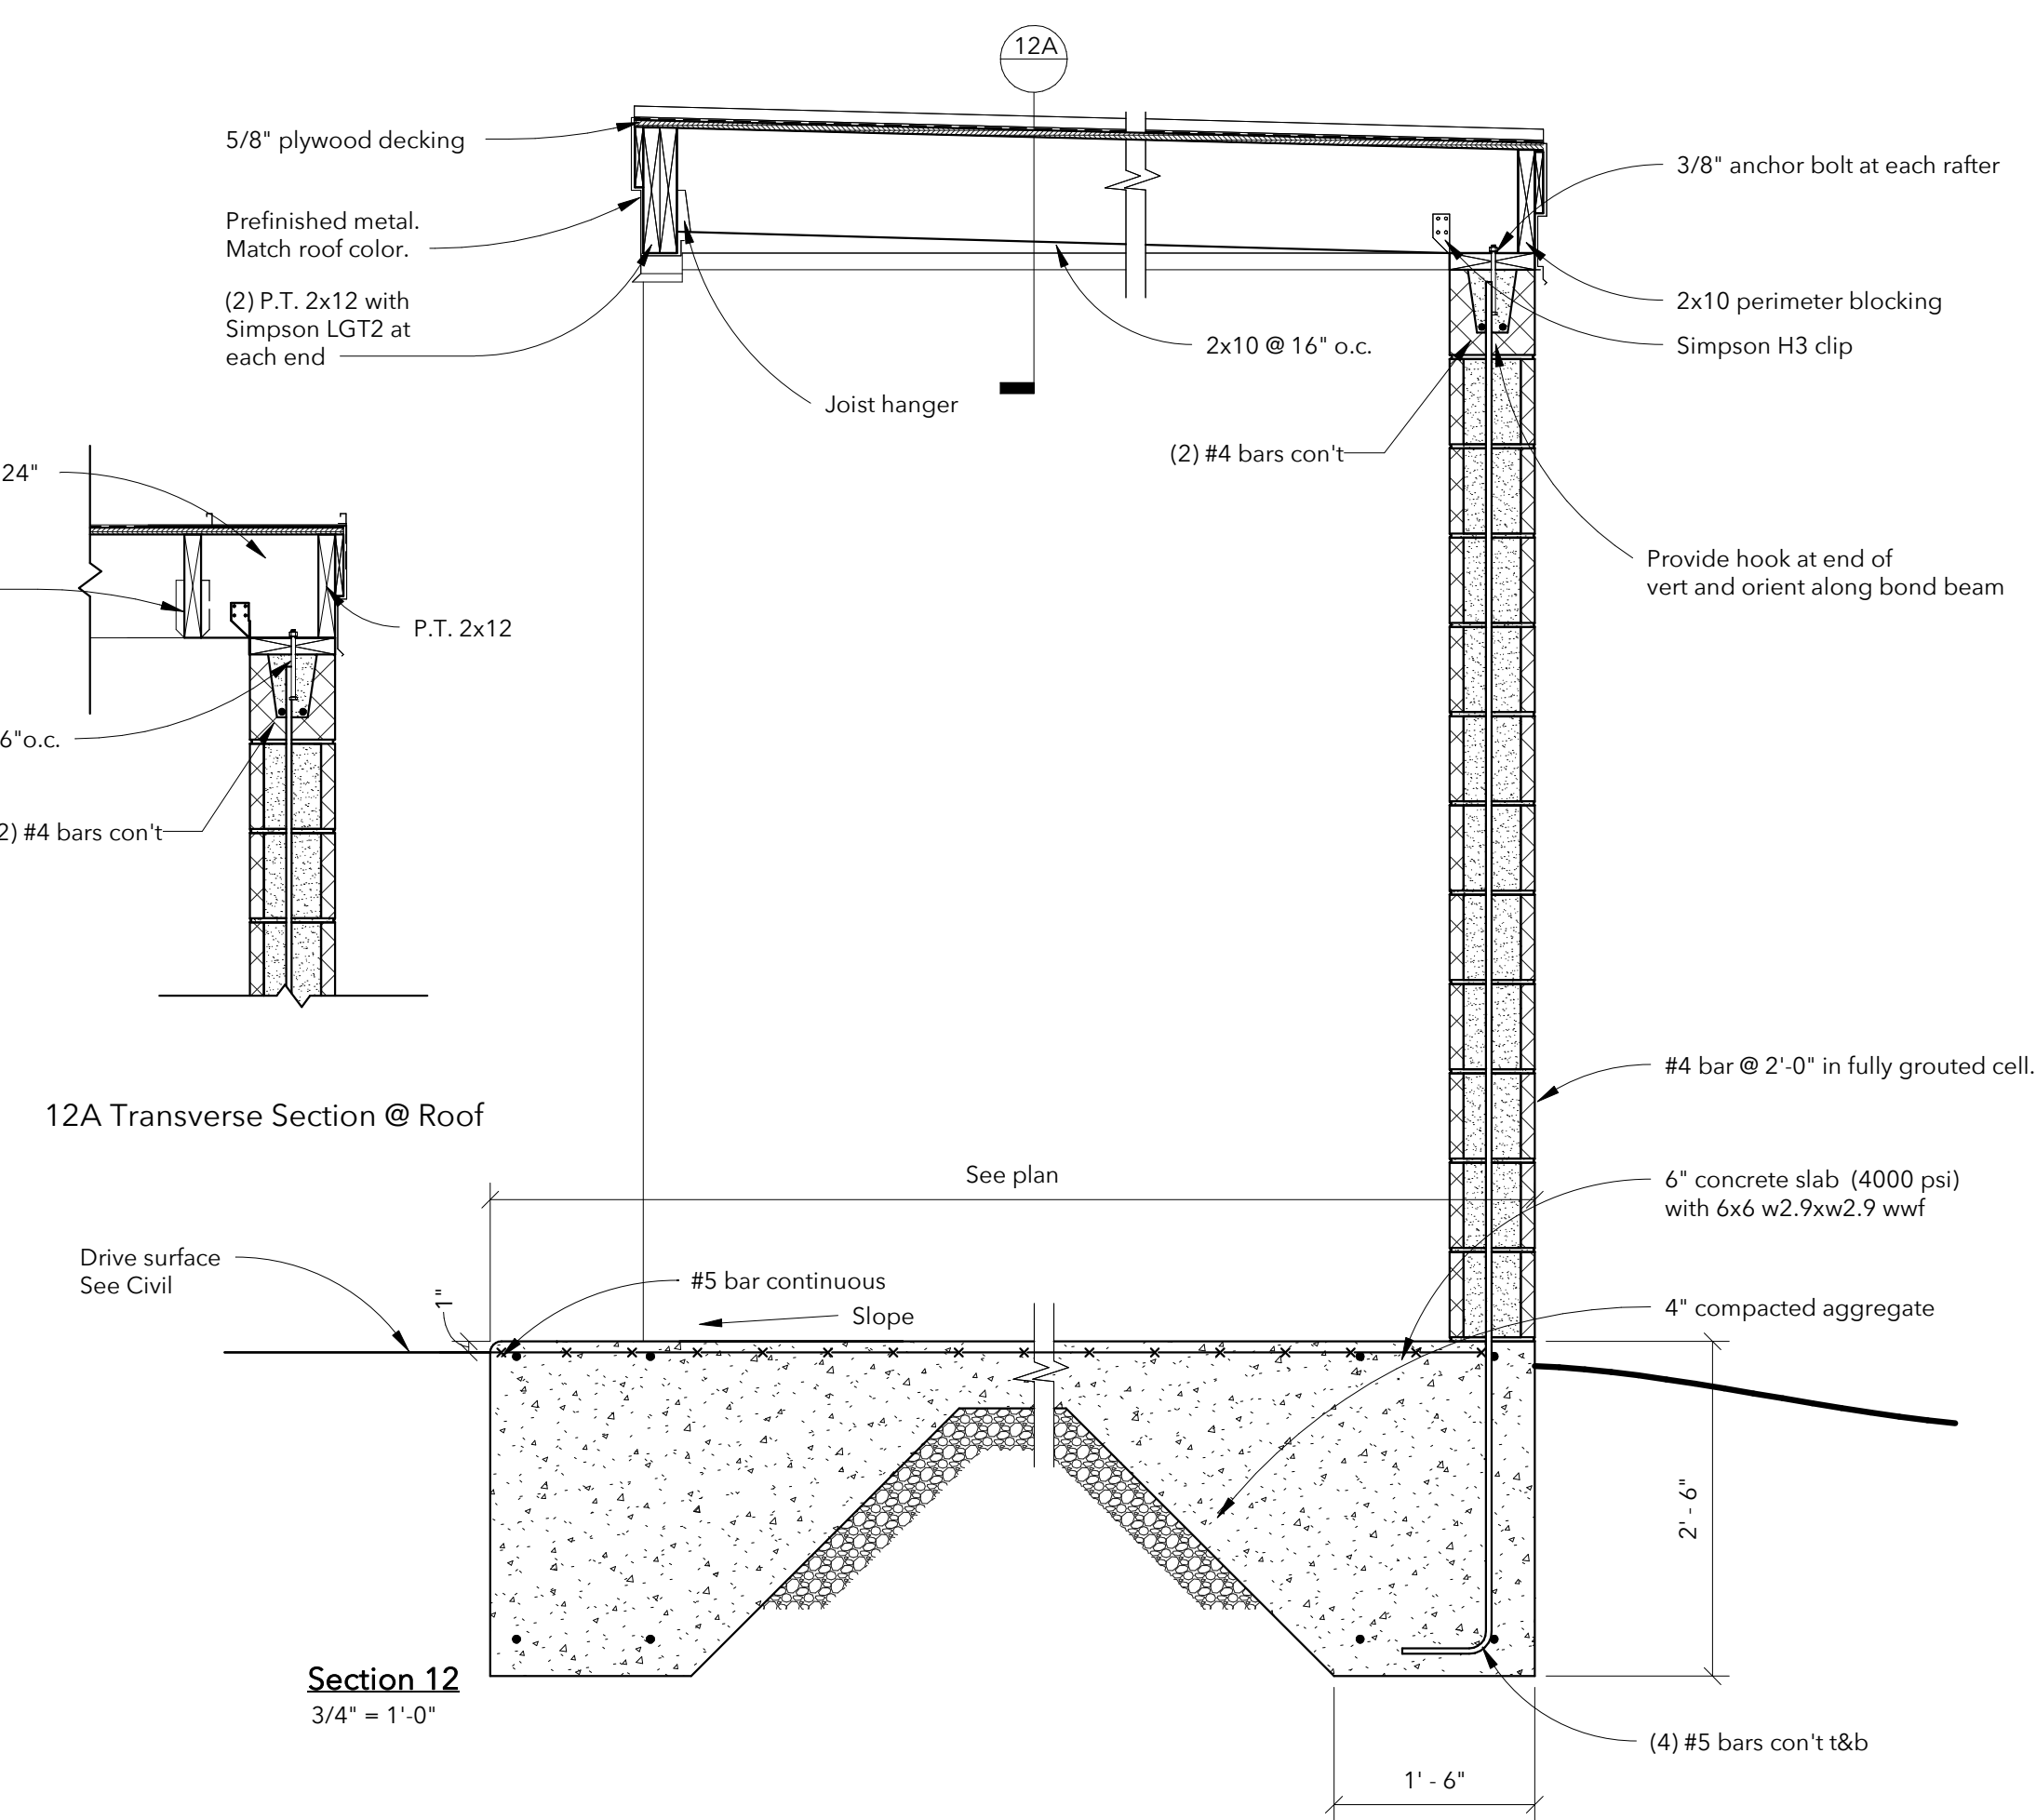 12A
5/8" plywood decking
Prefinished metal.
Match roof color.
(2) P.T. 2x12 with
Simpson LGT2 at
each end
Joist hanger
2x10 @ 16" o.c.
(2) #4 bars con't
3/8" anchor bolt at each rafter
2x10 perimeter blocking
Simpson H3 clip
Provide hook at end of
vert and orient along bond beam
24"
P.T. 2x12
6"o.c.
2) #4 bars con't
12A Transverse Section @ Roof
#4 bar @ 2'-0" in fully grouted cell.
See plan
6" concrete slab (4000 psi)
with 6x6 w2.9xw2.9 wwf
Drive surface
See Civil
1"
#5 bar continuous
Slope
4" compacted aggregate
2' - 6"
Section 12
3/4" = 1'-0"
(4) #5 bars con't t&b
1' - 6"